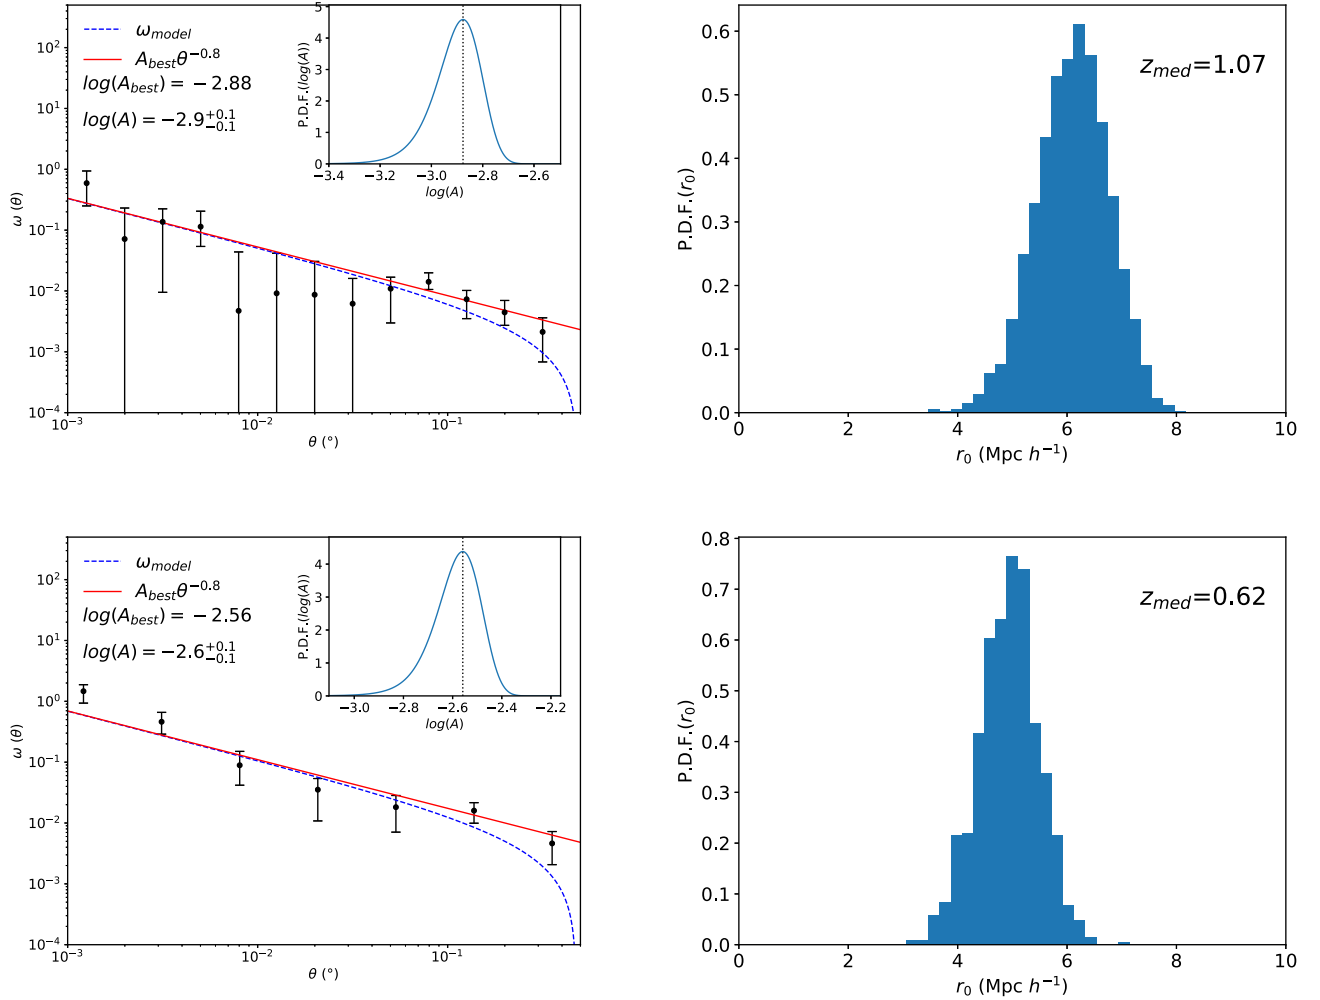 ω_model
A_best θ^−0.8
log(A_best) = −2.88
log(A) = −2.9^+0.1_−0.1
10^2
10^1
10^0
10^−1
10^−2
10^−3
10^−4
ω (θ)
10^−3
10^−2
10^−1
θ (°)
5
4
3
2
1
0
P.D.F.(log(A))
−3.4 −3.2 −3.0 −2.8 −2.6
log(A)
z_med=1.07
0.6
0.5
0.4
0.3
0.2
0.1
0.0
P.D.F.(r_0)
0 2 4 6 8 10
r_0 (Mpc h^−1)
ω_model
A_best θ^−0.8
log(A_best) = −2.56
log(A) = −2.6^+0.1_−0.1
10^2
10^1
10^0
10^−1
10^−2
10^−3
10^−4
ω (θ)
10^−3
10^−2
10^−1
θ (°)
4
3
2
1
0
P.D.F.(log(A))
−3.0 −2.8 −2.6 −2.4 −2.2
log(A)
z_med=0.62
0.8
0.7
0.6
0.5
0.4
0.3
0.2
0.1
0.0
P.D.F.(r_0)
0 2 4 6 8 10
r_0 (Mpc h^−1)